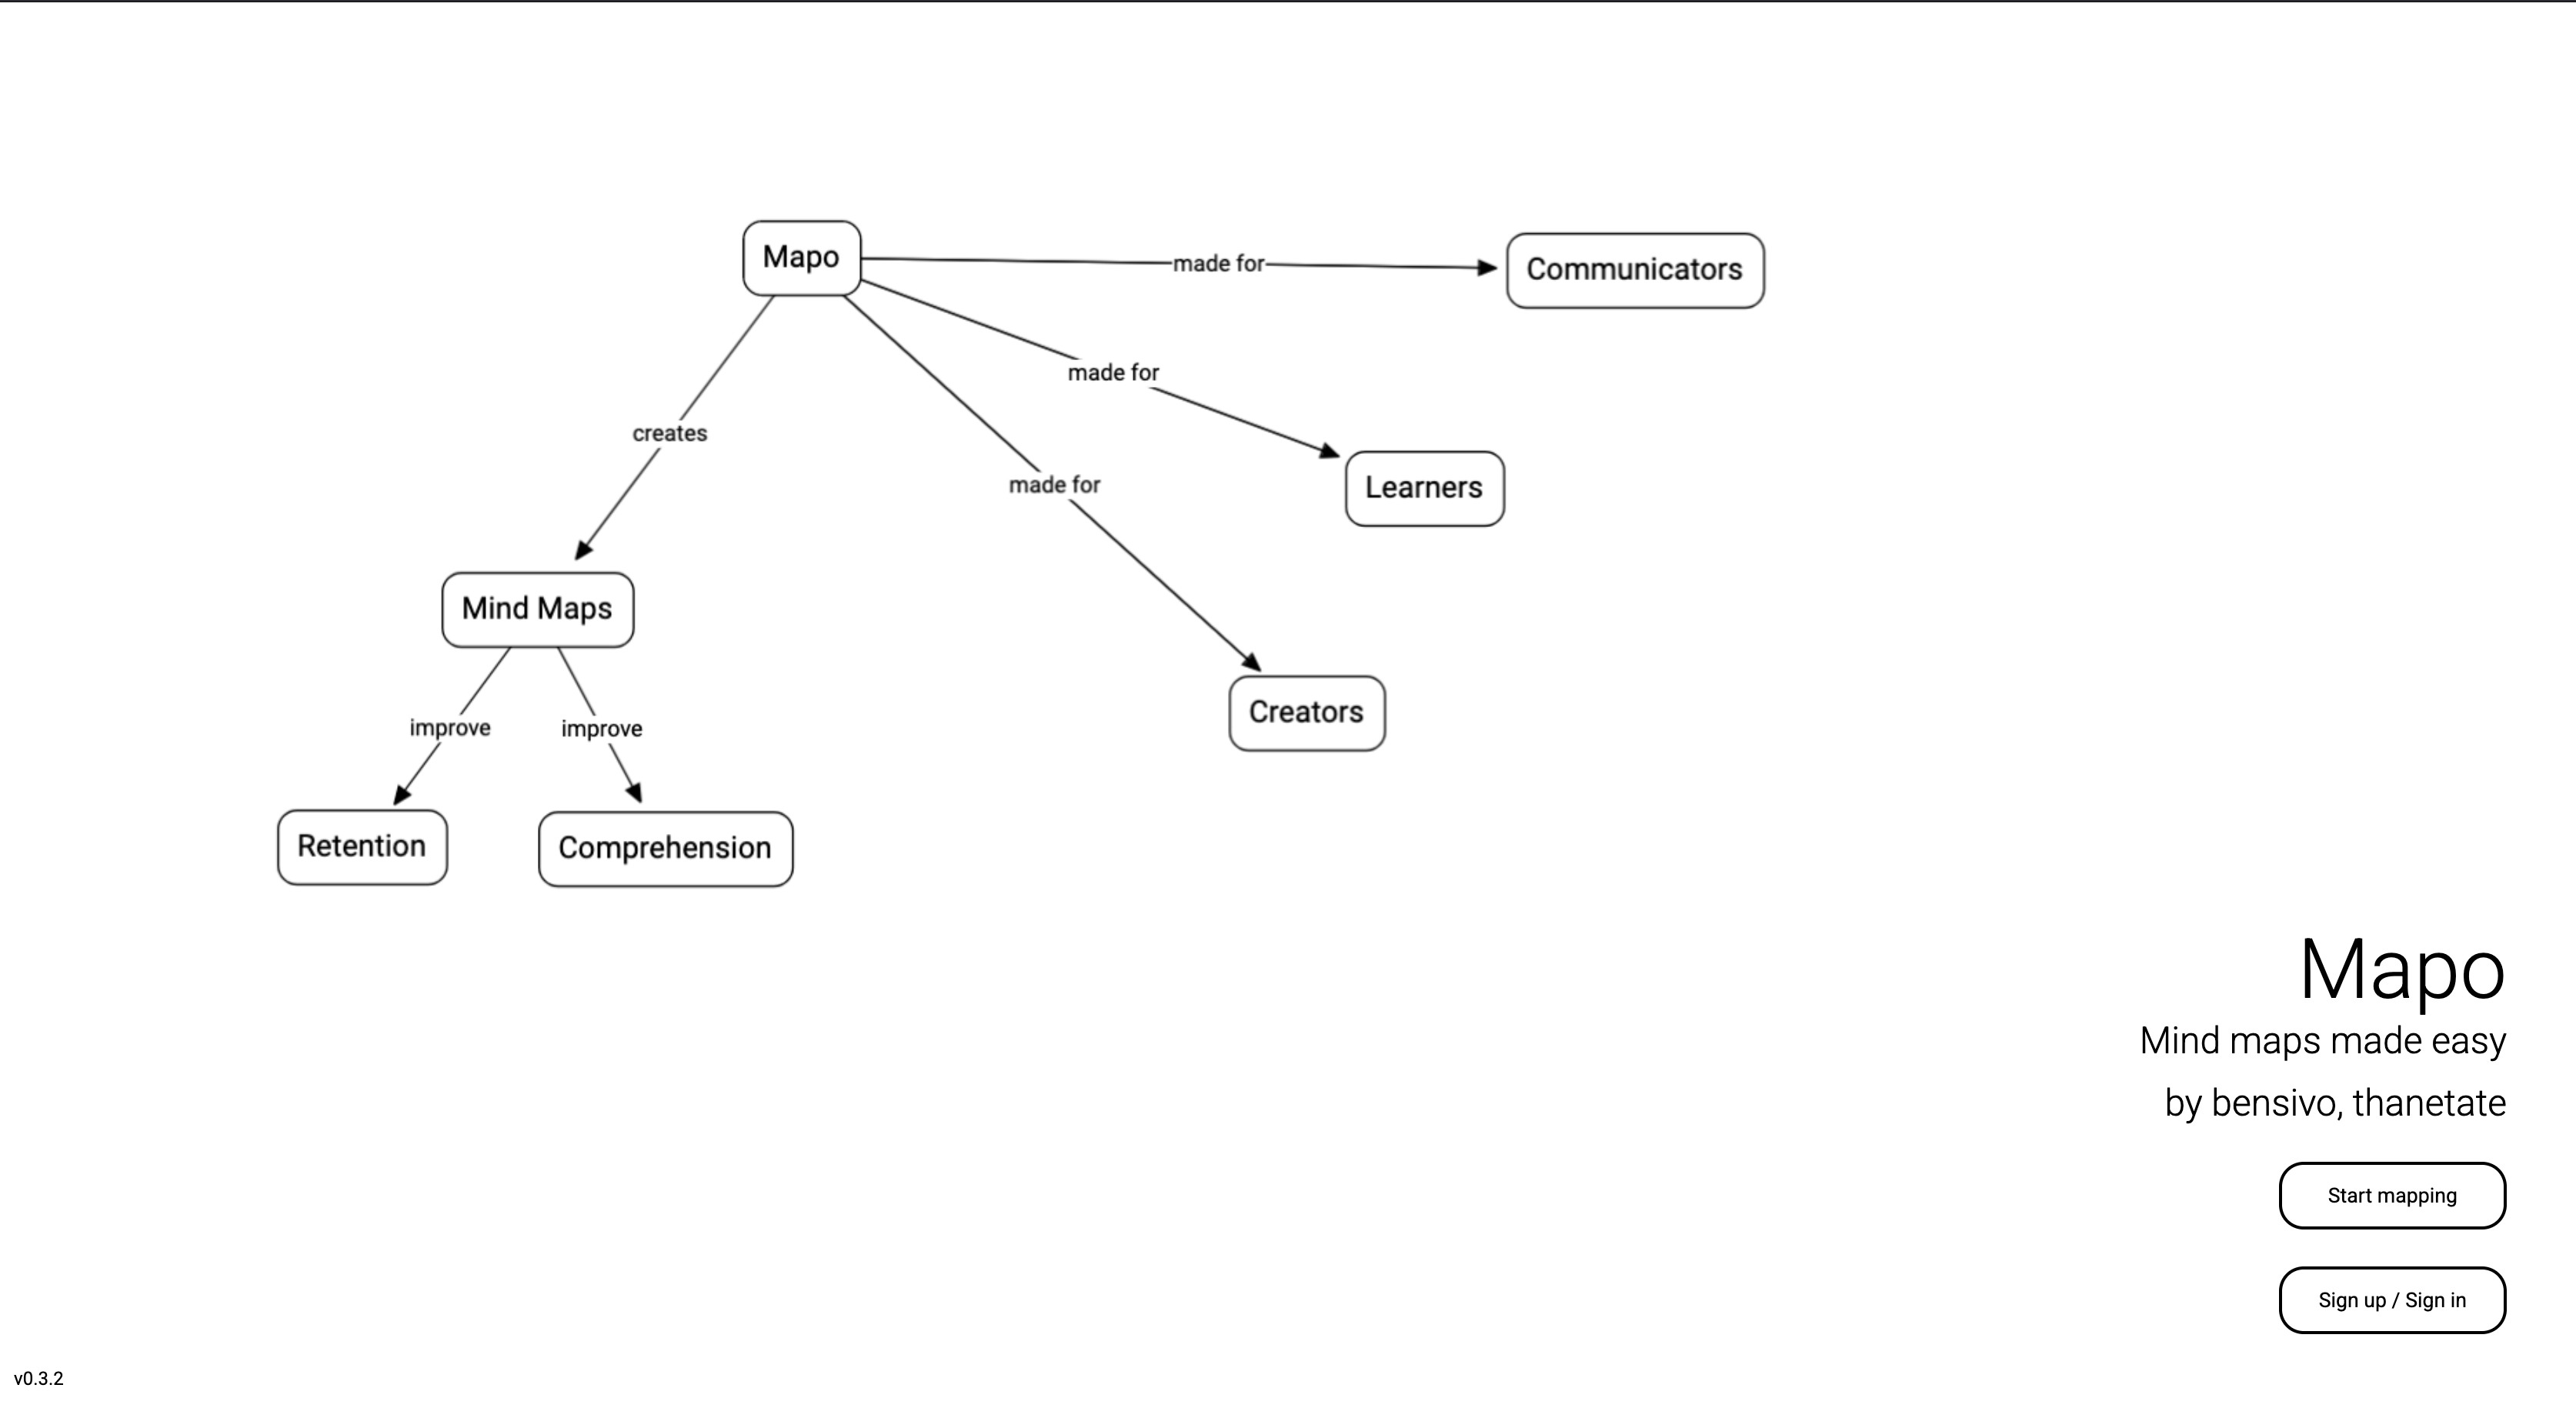 Mapo
made for
Communicators
made for
Learners
creates
made for
Mind Maps
Creators
improve
improve
Retention
Comprehension
Mapo
Mind maps made easy
by bensivo, thanetate
Start mapping
Sign up / Sign in
v0.3.2